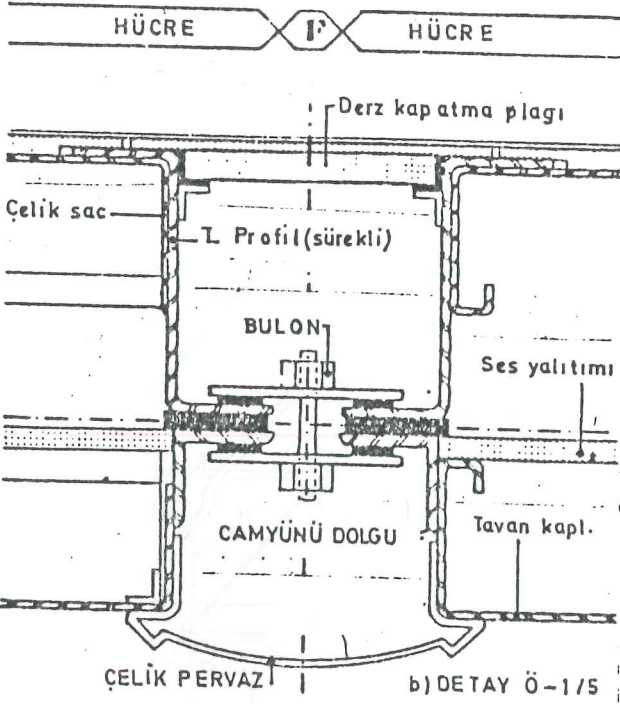 HÜCRE F HÜCRE
Derz kapatma plagı
Çelik sac
Z Profil (sürekli)
BULON
Ses yalıtımı
CAMYÜNÜ DOLGU
Tavan kapl.
ÇELİK PERVAZ
b) DETAY Ö-1/5